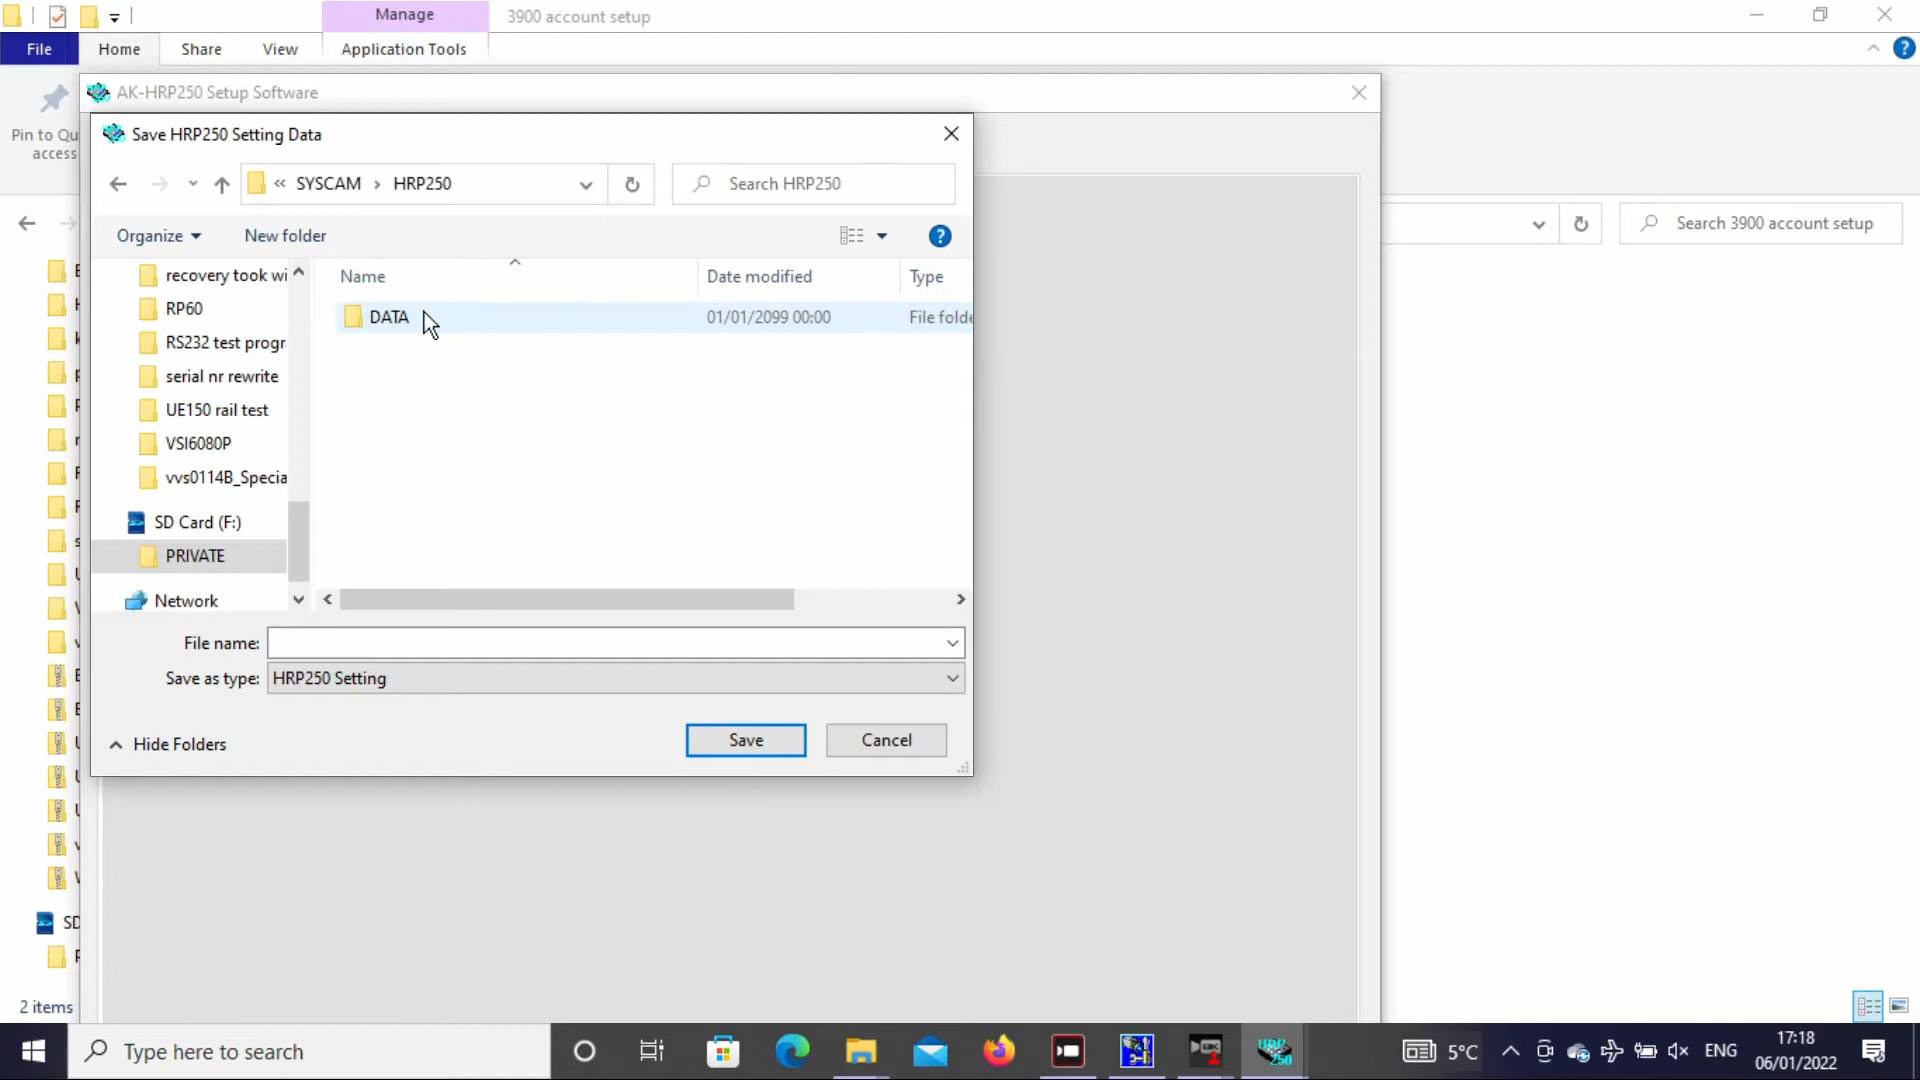 Manage
3900 account setup
File
Home
Share
View
Application Tools
Pin to Qu
access
AK-HRP250 Setup Software
Save HRP250 Setting Data
« SYSCAM › HRP250
Search HRP250
Search 3900 account setup
Organize
New folder
Name
Date modified
Type
DATA
01/01/2099 00:00
File folde
recovery took wi
RP60
RS232 test progr
serial nr rewrite
UE150 rail test
VSI6080P
vvs0114B_Specia
SD Card (F:)
PRIVATE
Network
File name:
Save as type:
HRP250 Setting
Hide Folders
Save
Cancel
SD
2 items
Type here to search
5°C
ENG
17:18
06/01/2022